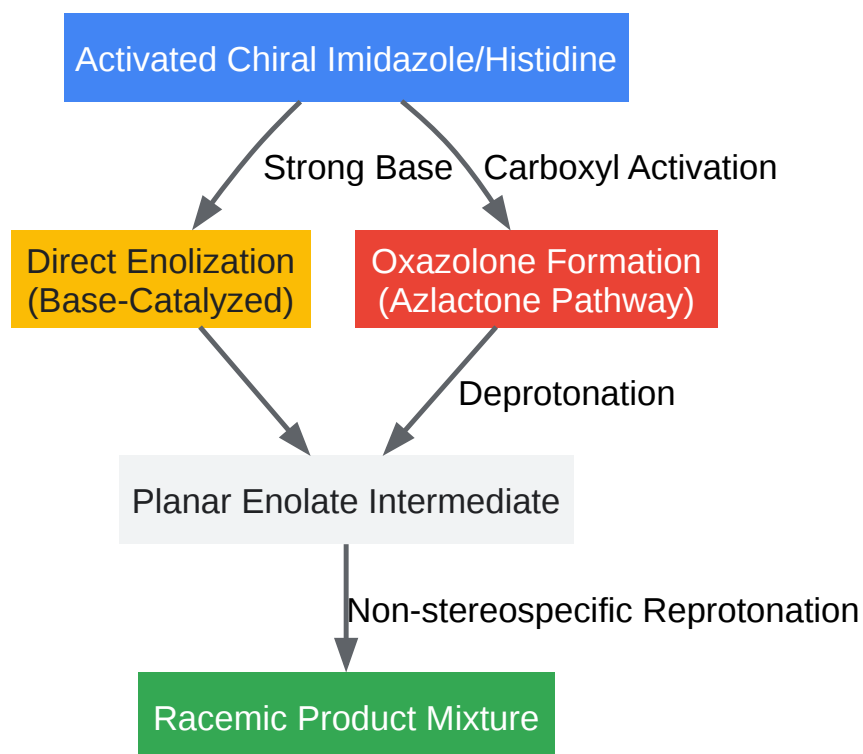 Activated Chiral Imidazole/Histidine
Strong Base
Carboxyl Activation
Direct Enolization
(Base-Catalyzed)
Oxazolone Formation
(Azlactone Pathway)
Deprotonation
Planar Enolate Intermediate
Non-stereospecific Reprotonation
Racemic Product Mixture